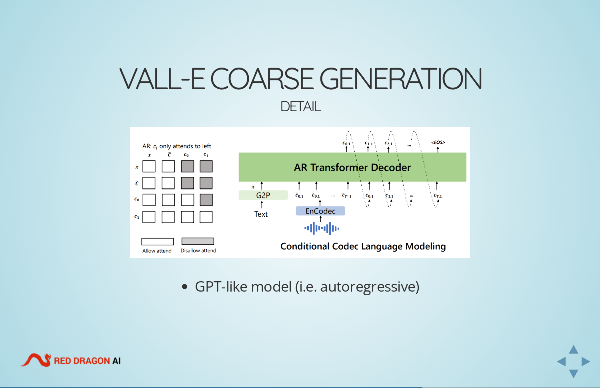 VALL-E COARSE GENERATION
DETAIL
AR: cᵢ only attends to left
AR Transformer Decoder
<EOS>
G2P
Text
EnCodec
Conditional Codec Language Modeling
Allow attend
Disallow attend
• GPT-like model (i.e. autoregressive)
RED DRAGON AI